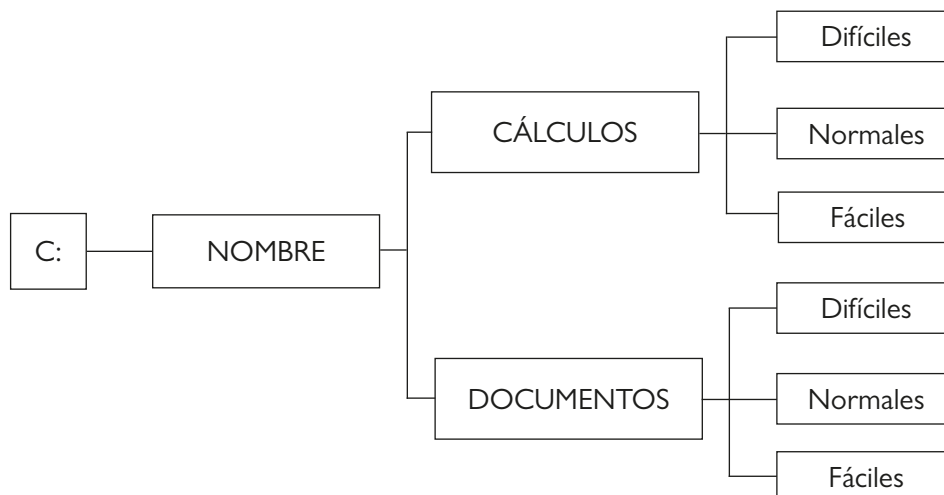 C:
NOMBRE
CÁLCULOS
Difíciles
Normales
Fáciles
DOCUMENTOS
Difíciles
Normales
Fáciles